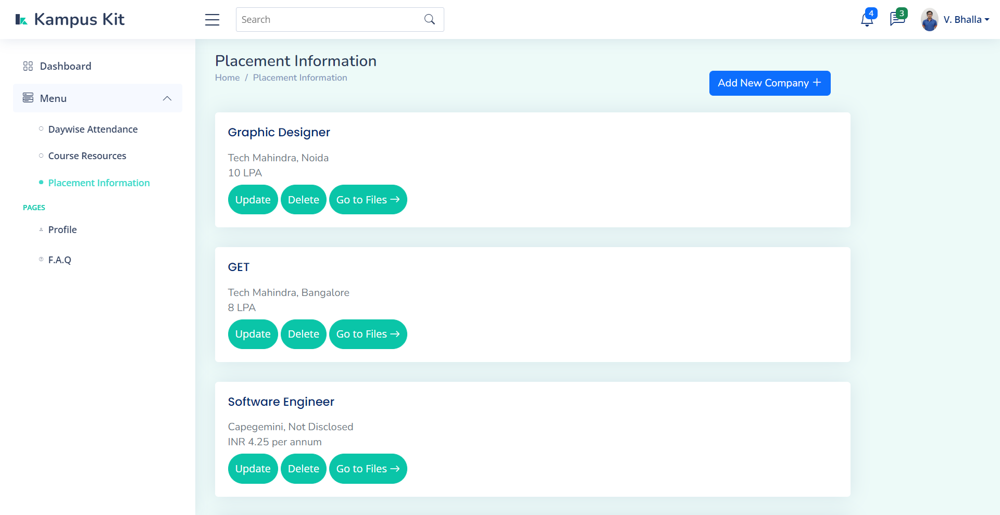 Kampus Kit
Search
4
3
V. Bhalla
Dashboard
Menu
Daywise Attendance
Course Resources
Placement Information
PAGES
Profile
F.A.Q
Placement Information
Home / Placement Information
Add New Company +
Graphic Designer
Tech Mahindra, Noida
10 LPA
Update Delete Go to Files →
GET
Tech Mahindra, Bangalore
8 LPA
Update Delete Go to Files →
Software Engineer
Capegemini, Not Disclosed
INR 4.25 per annum
Update Delete Go to Files →